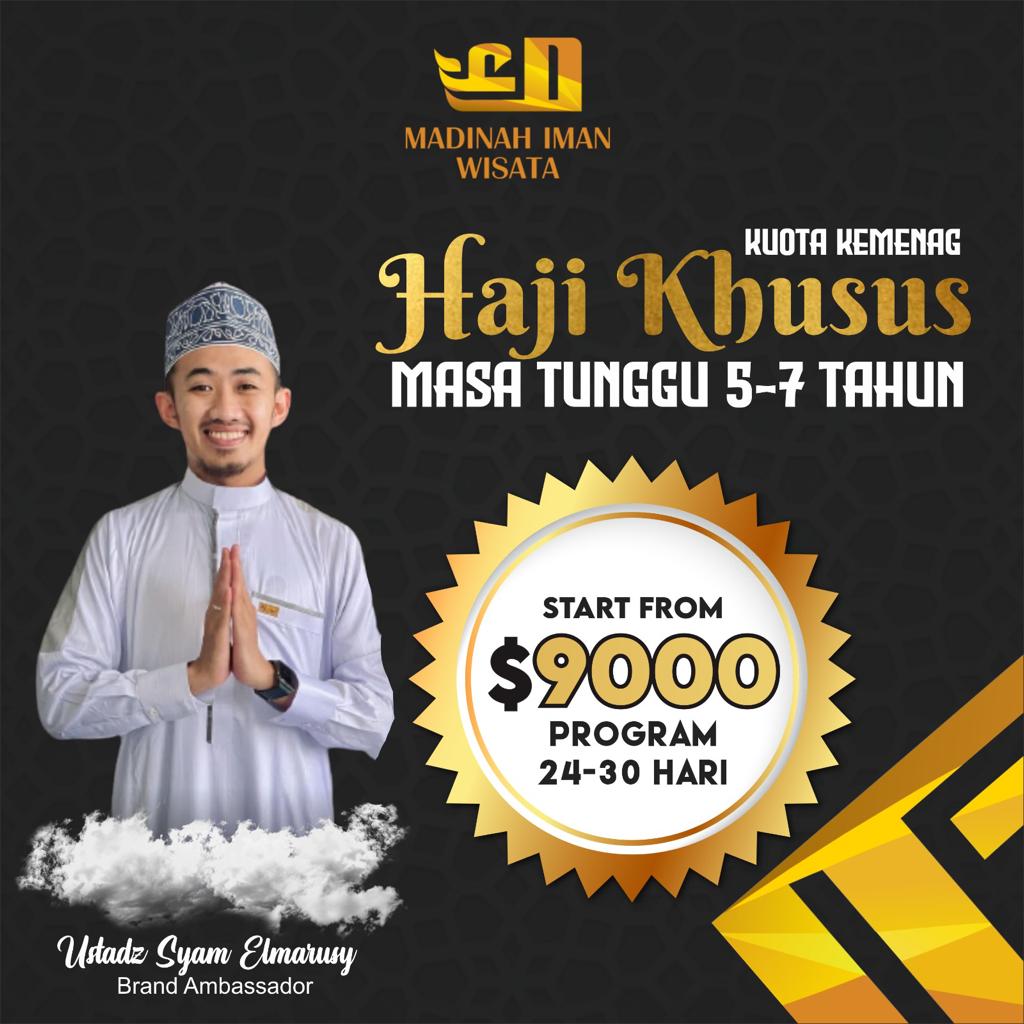 MADINAH IMAN
WISATA
KUOTA KEMENAG
Haji Khusus
MASA TUNGGU 5-7 TAHUN
START FROM
$9000
PROGRAM
24-30 HARI
Ustadz Syam Elmarusy
Brand Ambassador